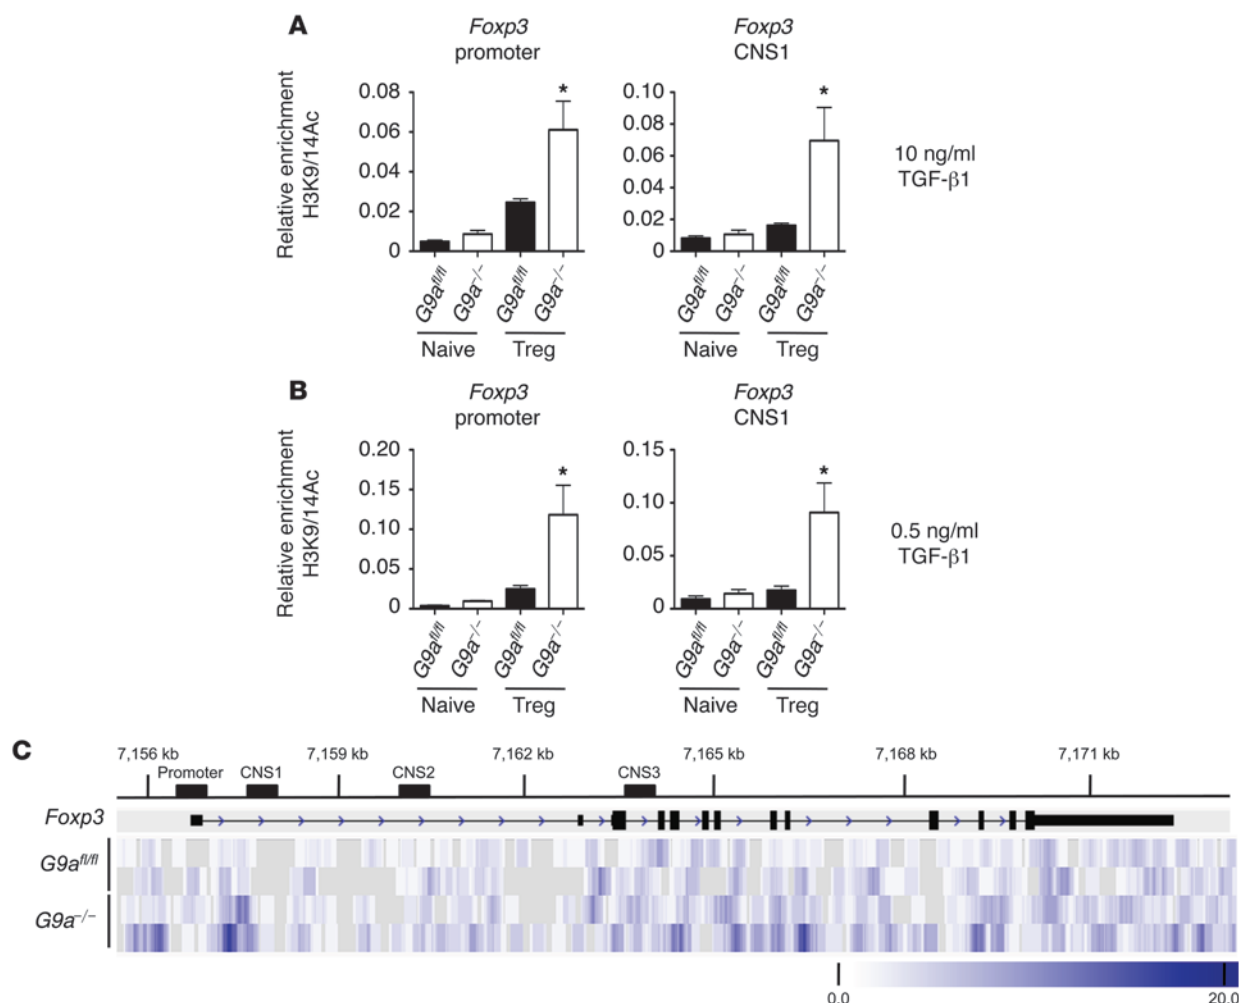 A
Foxp3
promoter
Foxp3
CNS1
Relative enrichment
H3K9/14Ac
0.08
0.06
0.04
0.02
0
0.10
0.08
0.06
0.04
0.02
0
*
*
10 ng/ml
TGF-β1
G9afl/fl
G9a–/–
G9afl/fl
G9a–/–
G9afl/fl
G9a–/–
G9afl/fl
G9a–/–
Naive Treg Naive Treg
B
Foxp3
promoter
Foxp3
CNS1
Relative enrichment
H3K9/14Ac
0.20
0.15
0.10
0.05
0
0.15
0.10
0.05
0
*
*
0.5 ng/ml
TGF-β1
G9afl/fl
G9a–/–
G9afl/fl
G9a–/–
G9afl/fl
G9a–/–
G9afl/fl
G9a–/–
Naive Treg Naive Treg
C
7,156 kb 7,159 kb 7,162 kb 7,165 kb 7,168 kb 7,171 kb
Promoter CNS1 CNS2 CNS3
Foxp3
G9afl/fl
G9a–/–
0.0 20.0